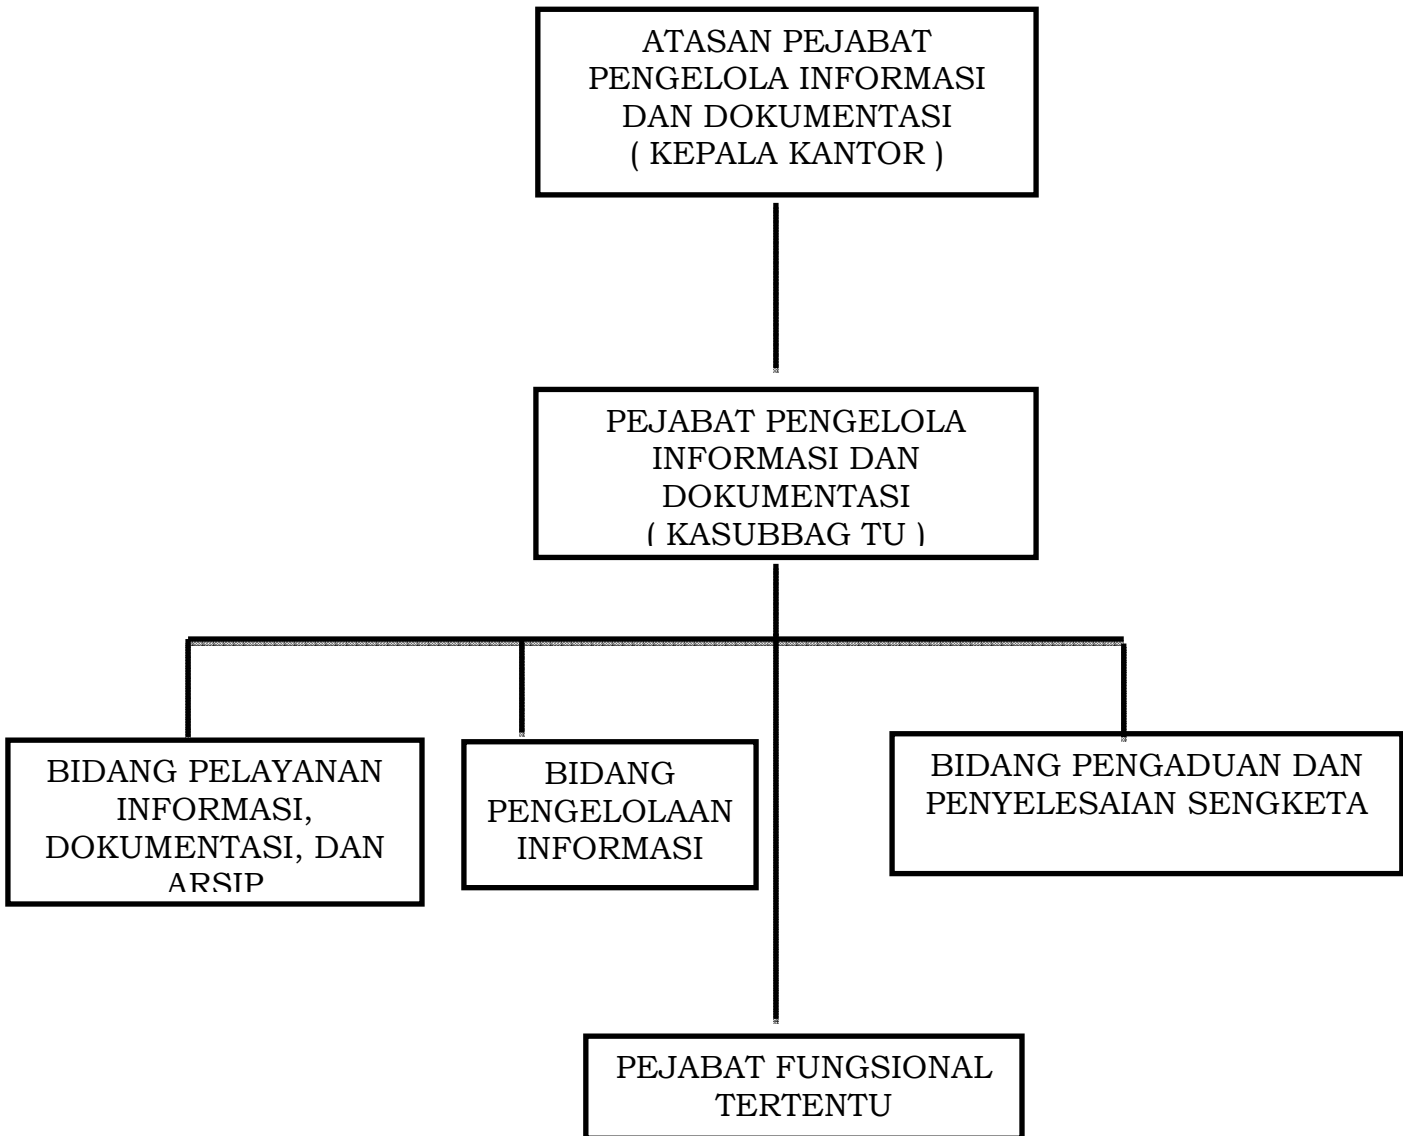 ATASAN PEJABAT
PENGELOLA INFORMASI
DAN DOKUMENTASI
( KEPALA KANTOR )
PEJABAT PENGELOLA
INFORMASI DAN
DOKUMENTASI
( KASUBBAG TU )
BIDANG PELAYANAN
INFORMASI,
DOKUMENTASI, DAN
ARSIP
BIDANG
PENGELOLAAN
INFORMASI
BIDANG PENGADUAN DAN
PENYELESAIAN SENGKETA
PEJABAT FUNGSIONAL
TERTENTU